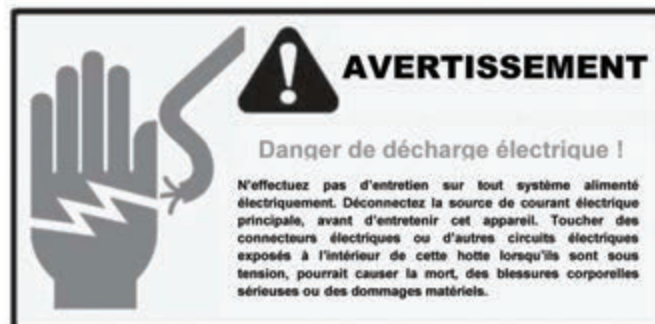 AVERTISSEMENT
Danger de décharge électrique !
N'effectuez pas d'entretien sur tout système alimenté
électriquement. Déconnectez la source de courant électrique
principale, avant d'entretenir cet appareil. Toucher des
connecteurs électriques ou d'autres circuits électriques
exposés à l'intérieur de cette hotte lorsqu'ils sont sous
tension, pourrait causer la mort, des blessures corporelles
sérieuses ou des dommages matériels.